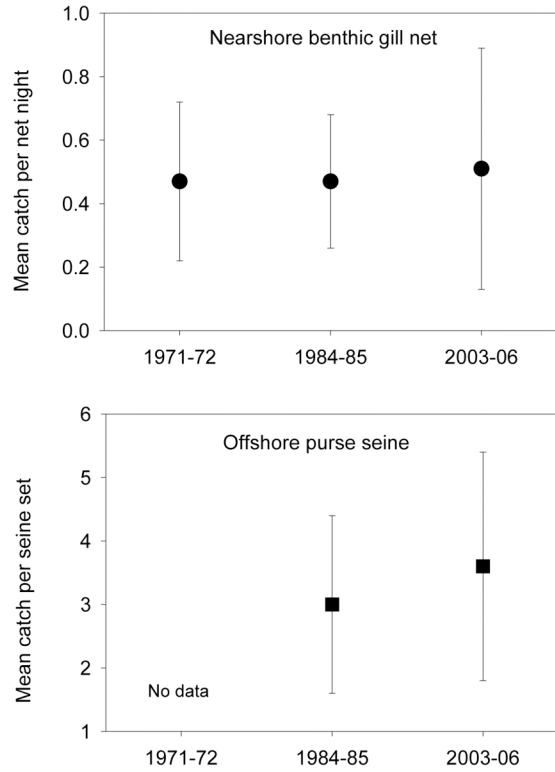 Nearshore benthic gill net
Mean catch per net night
1.0
0.8
0.6
0.4
0.2
0.0
1971-72 1984-85 2003-06
Offshore purse seine
Mean catch per seine set
6
5
4
3
2
1
No data
1971-72 1984-85 2003-06